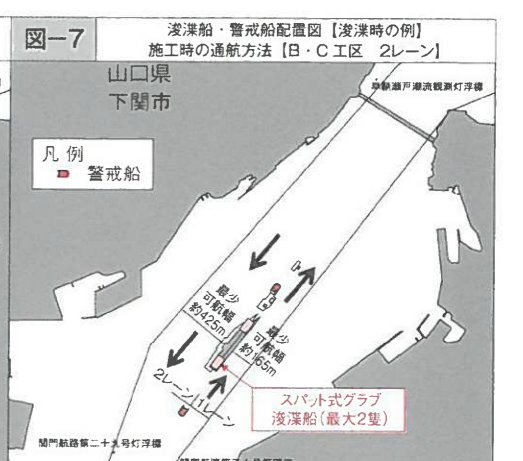 図－7
浚渫船・警戒船配置図【浚渫時の例】
施工時の通航方法【B・C工区 2レーン】
山口県
下関市
早鞆瀬戸潮流観測灯浮標
凡 例
警戒船
最少
可航幅
約425m
最少
可航幅
約165m
2レーン
1レーン
スパット式グラブ
浚渫船(最大2隻)
関門航路第二十九号灯浮標